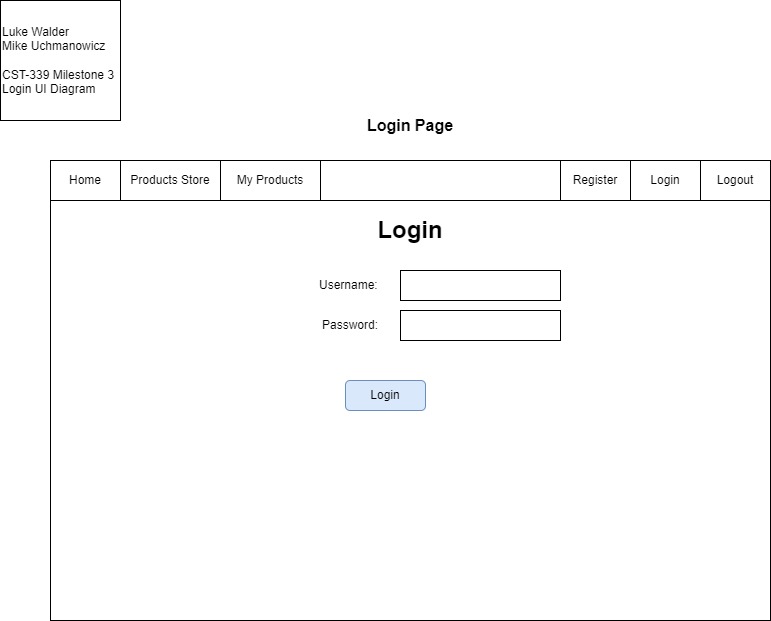 Luke Walder
Mike Uchmanowicz
CST-339 Milestone 3
Login UI Diagram
Login Page
Home Products Store My Products Register Login Logout
Login
Username:
Password:
Login